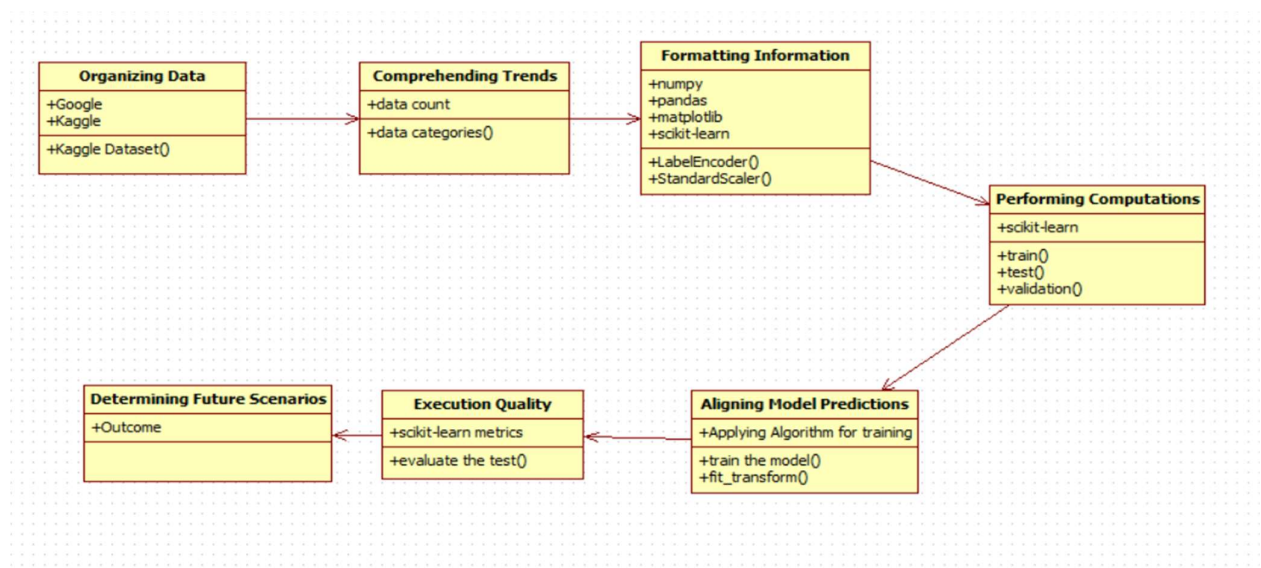 Organizing Data
+Google
+Kaggle
+Kaggle Dataset()
Comprehending Trends
+data count
+data categories()
Formatting Information
+numpy
+pandas
+matplotlib
+scikit-learn
+LabelEncoder()
+StandardScaler()
Performing Computations
+scikit-learn
+train()
+test()
+validation()
Aligning Model Predictions
+Applying Algorithm for training
+train the model()
+fit_transform()
Execution Quality
+scikit-learn metrics
+evaluate the test()
Determining Future Scenarios
+Outcome